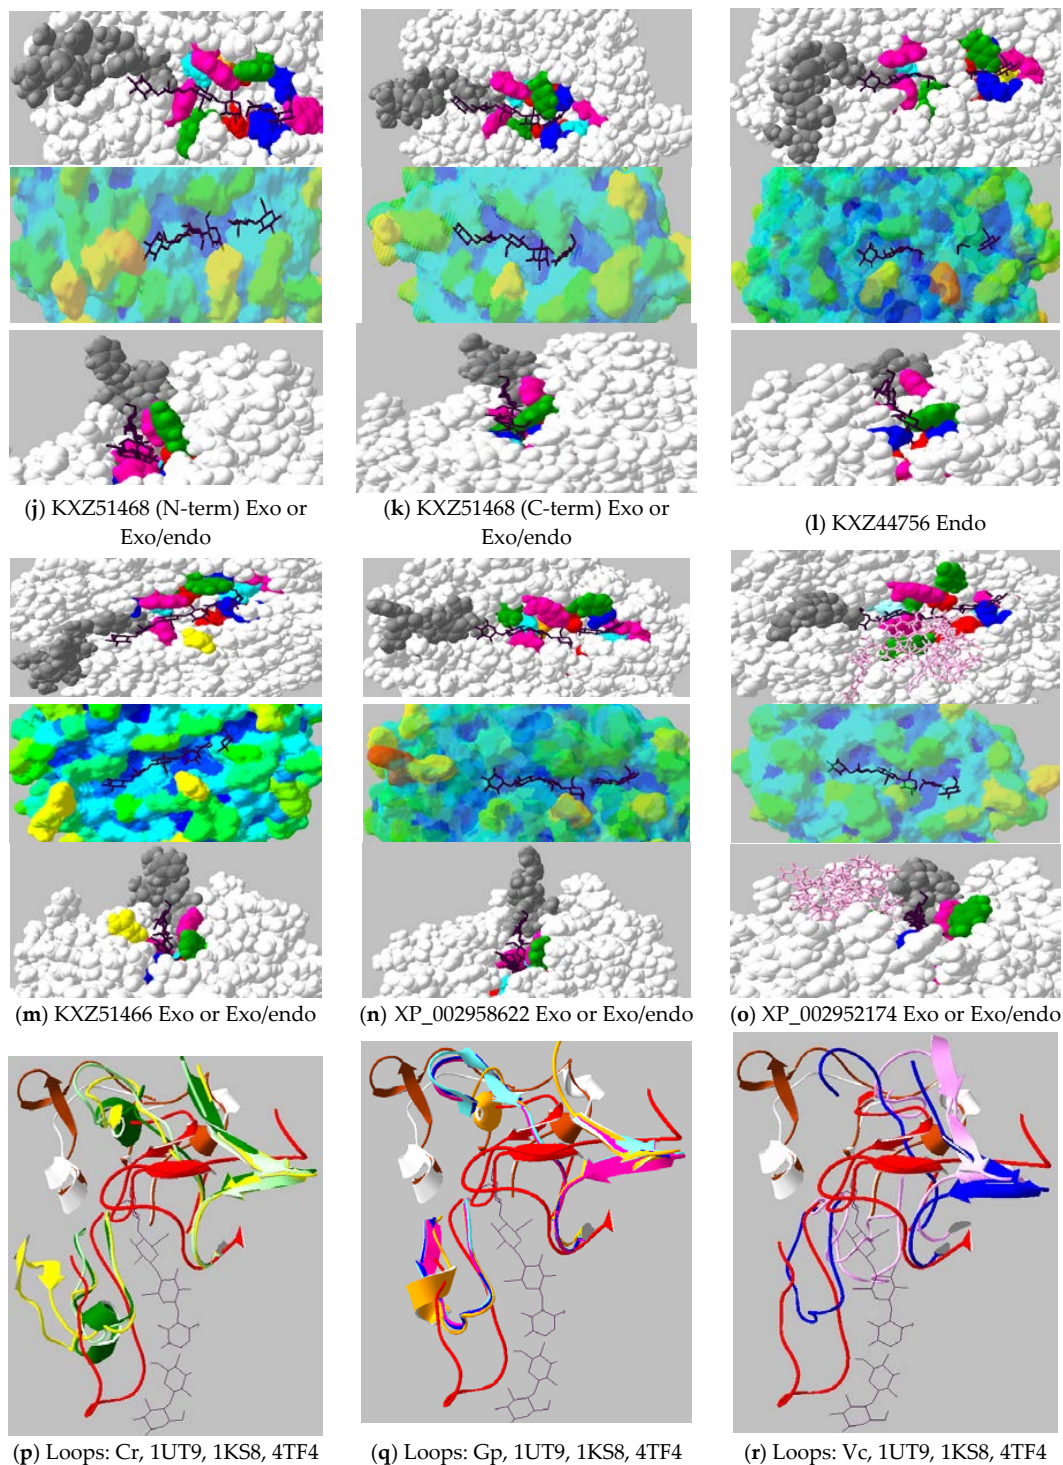 (j) KXZ51468 (N-term) Exo or
Exo/endo
(k) KXZ51468 (C-term) Exo or
Exo/endo
(l) KXZ44756 Endo
(m) KXZ51466 Exo or Exo/endo
(n) XP_002958622 Exo or Exo/endo
(o) XP_002952174 Exo or Exo/endo
(p) Loops: Cr, 1UT9, 1KS8, 4TF4
(q) Loops: Gp, 1UT9, 1KS8, 4TF4
(r) Loops: Vc, 1UT9, 1KS8, 4TF4